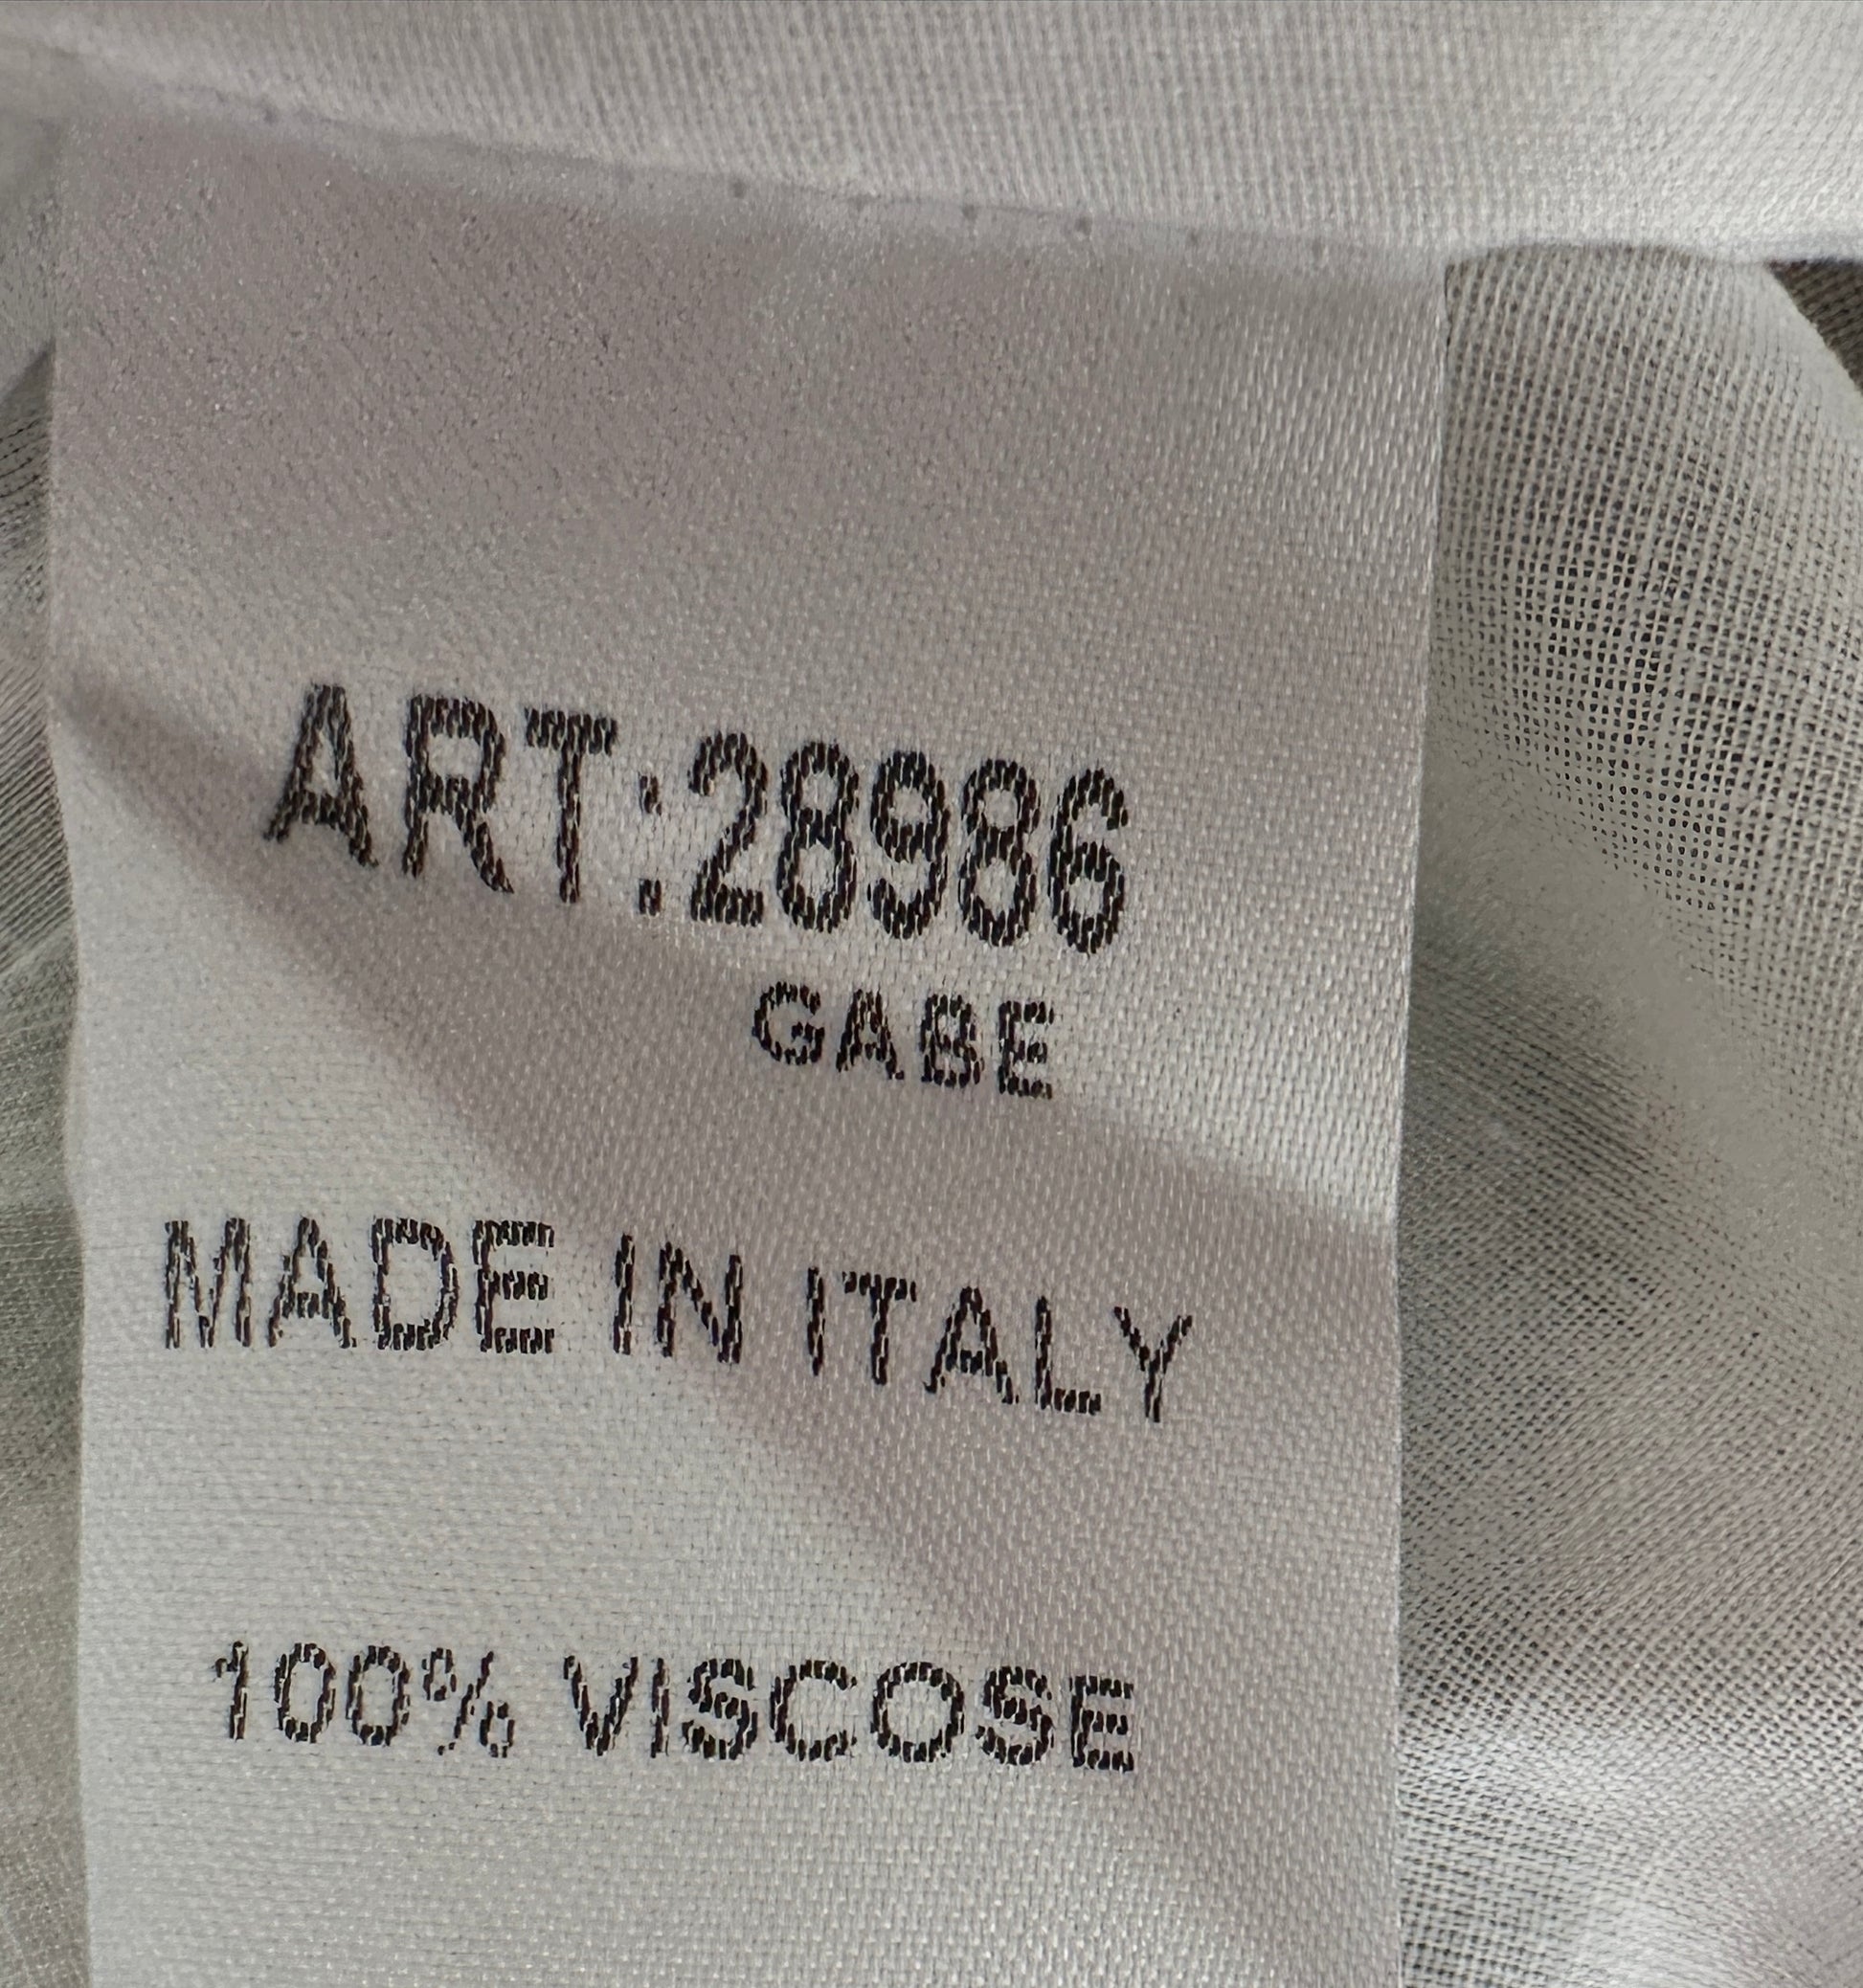 ART:28986
GABE
MADE IN ITALY
100% VISCOSE